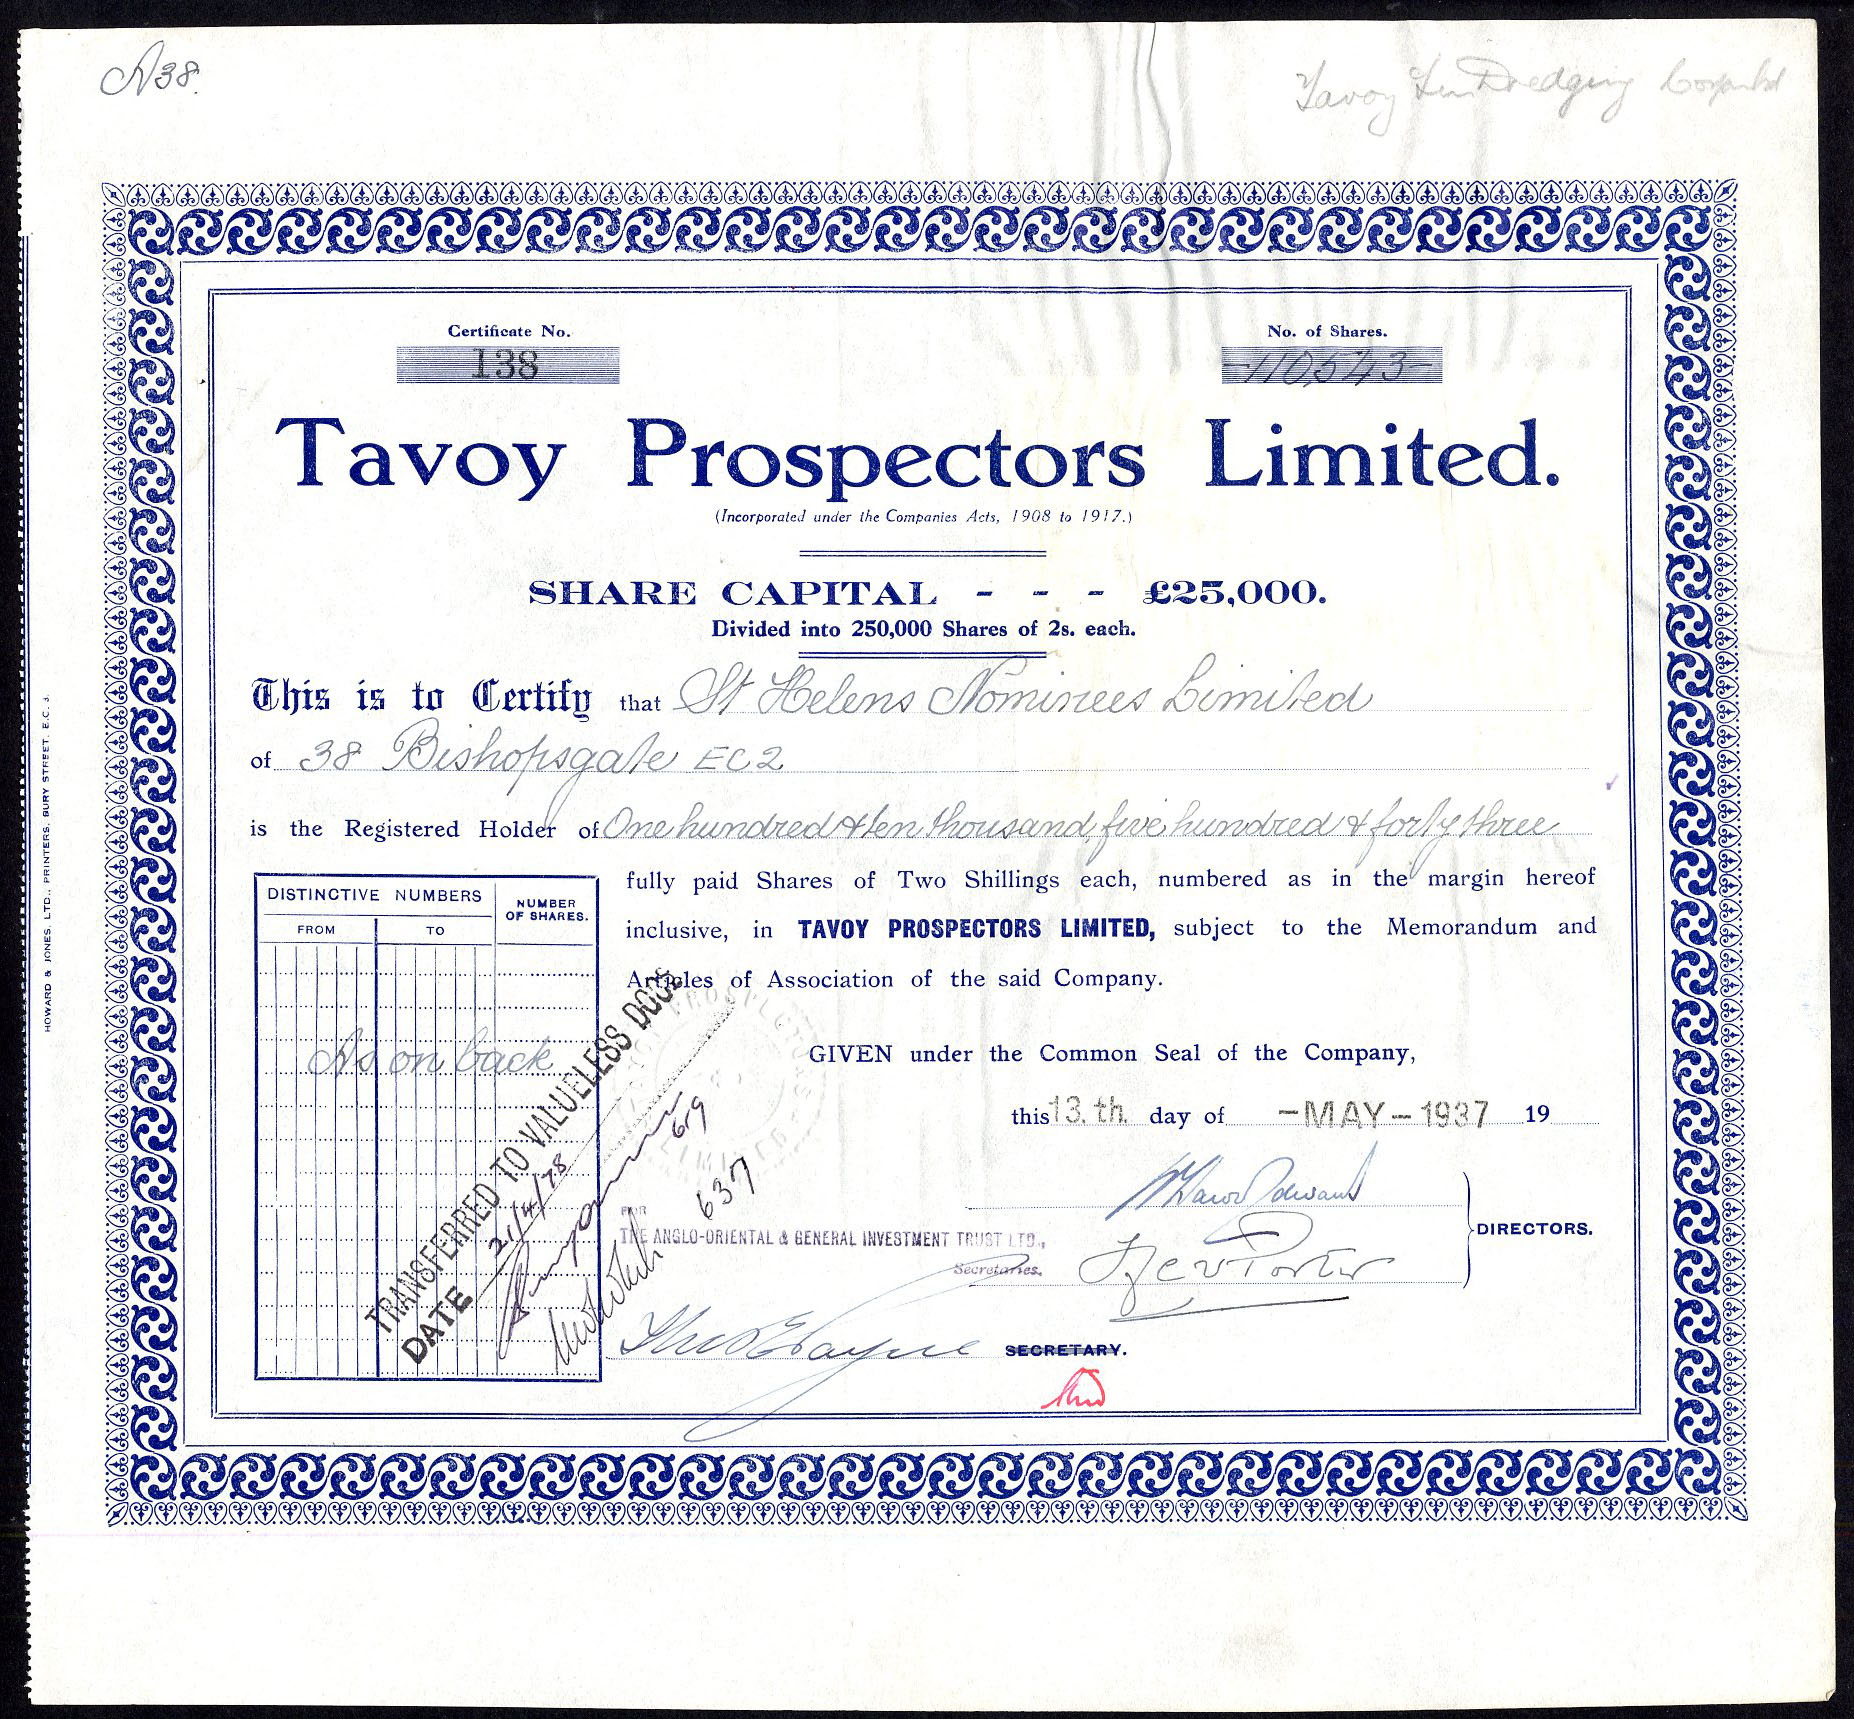 A38.
Tavoy Tin Dredging
Certificate No.
138
No. of Shares.
-110,543-
Tavoy Prospectors Limited.
(Incorporated under the Companies Acts, 1908 to 1917.)
SHARE CAPITAL - - - £25,000.
Divided into 250,000 Shares of 2s. each.
This is to Certify that St Helens Nominees Limited
of 38 Bishopsgate EC2
is the Registered Holder of One hundred & ten thousand, five hundred & forty three
fully paid Shares of Two Shillings each, numbered as in the margin hereof
inclusive, in TAVOY PROSPECTORS LIMITED, subject to the Memorandum and
Articles of Association of the said Company.
DISTINCTIVE NUMBERS
NUMBER OF SHARES.
FROM
TO
As on back
GIVEN under the Common Seal of the Company,
this 13.th. day of -MAY-1937 19
TRANSFERRED TO VALUELESS DOCS
DATE 21/4/78
619
637
FOR
THE ANGLO-ORIENTAL & GENERAL INVESTMENT TRUST LTD.,
Secretaries.
DIRECTORS.
SECRETARY.
HOWARD & JONES, LTD., PRINTERS, BURY STREET, E.C. 3.